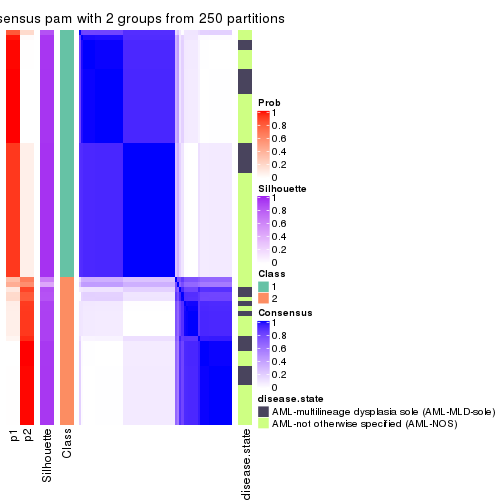 sensus pam with 2 groups from 250 partitions
Prob
1
0.8
0.6
0.4
0.2
0
Silhouette
1
0.8
0.6
0.4
0.2
0
Class
1
2
Consensus
1
0.8
0.6
0.4
0.2
0
disease.state
AML-multilineage dysplasia sole (AML-MLD-sole)
AML-not otherwise specified (AML-NOS)
p1
p2
Silhouette
Class
disease.state